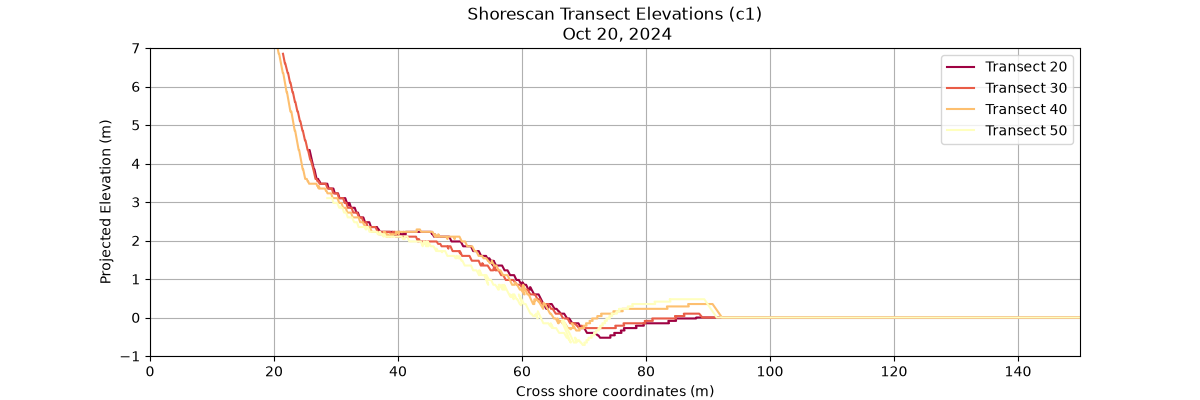 Shorescan Transect Elevations (c1)
Oct 20, 2024
Projected Elevation (m)
7
6
5
4
3
2
1
0
−1
0 20 40 60 80 100 120 140
Cross shore coordinates (m)
Transect 20
Transect 30
Transect 40
Transect 50